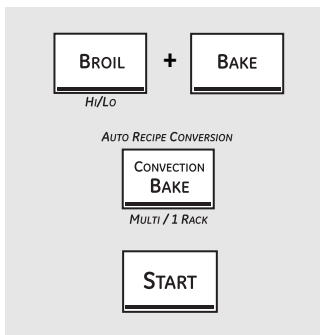 BROIL + BAKE
HI/LO
AUTO RECIPE CONVERSION
CONVECTION
BAKE
MULTI / 1 RACK
START